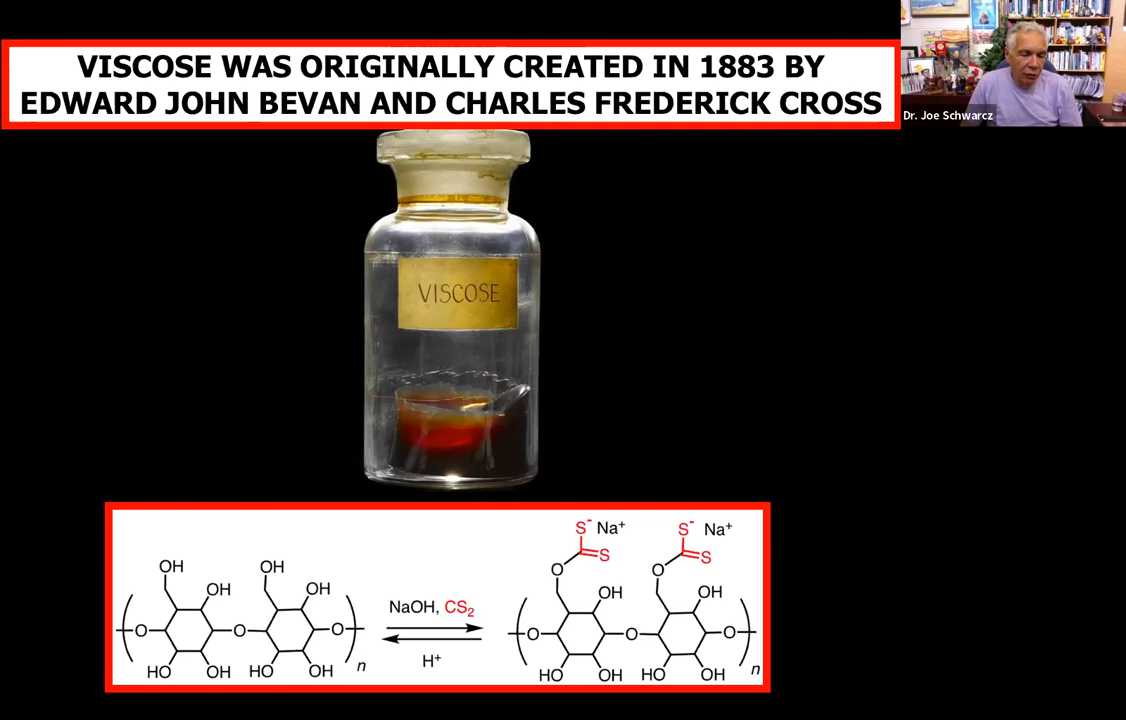 VISCOSE WAS ORIGINALLY CREATED IN 1883 BY
EDWARD JOHN BEVAN AND CHARLES FREDERICK CROSS
Dr. Joe Schwarcz
VISCOSE
S⁻ Na⁺ S⁻ Na⁺
S S
O O
OH OH
OH OH OH OH
NaOH, CS₂
O O O O O O
H⁺
HO OH HO OH n HO OH HO OH n